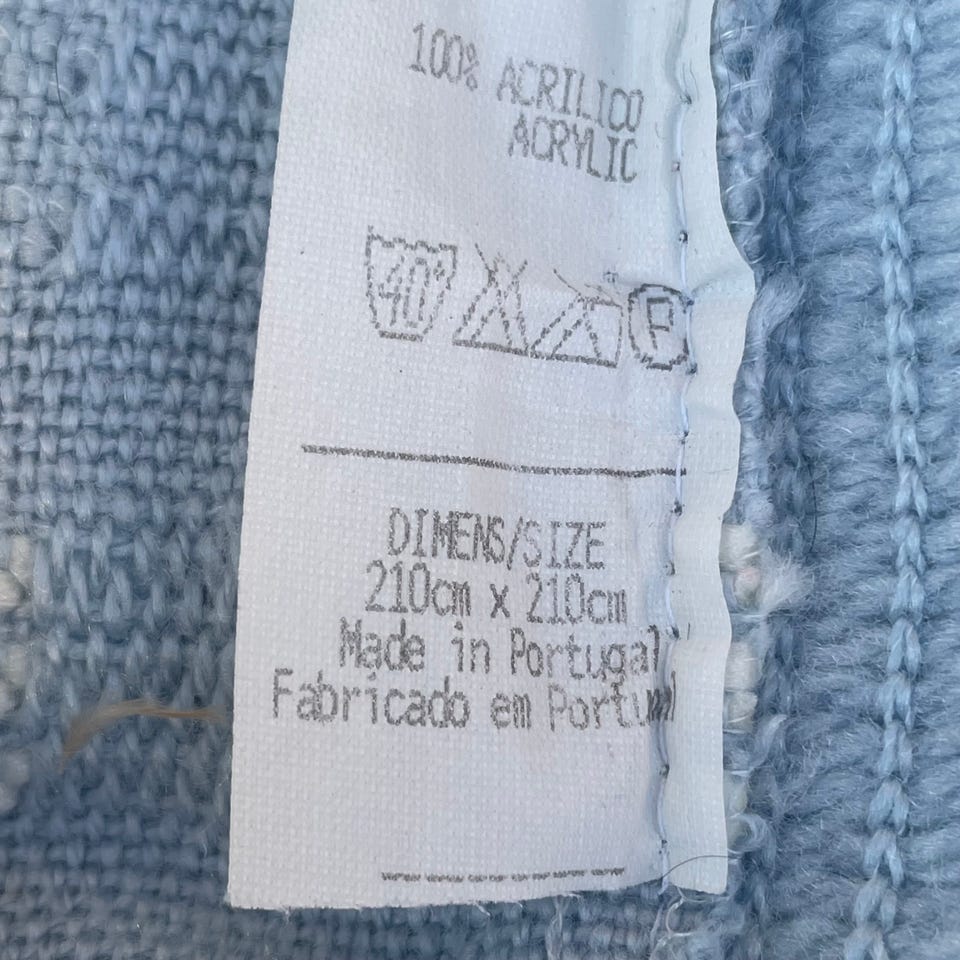 100% ACRILICO
ACRYLIC
40°
DIMENS/SIZE
210cm x 210cm
Made in Portugal
Fabricado em